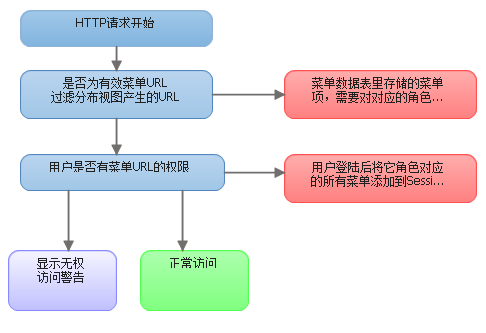 HTTP请求开始
是否为有效菜单URL
过滤分布视图产生的URL
菜单数据表里存储的菜单
项，需要对对应的角色...
用户是否有菜单URL的权限
用户登陆后将它角色对应
的所有菜单添加到Sessi...
显示无权
访问警告
正常访问